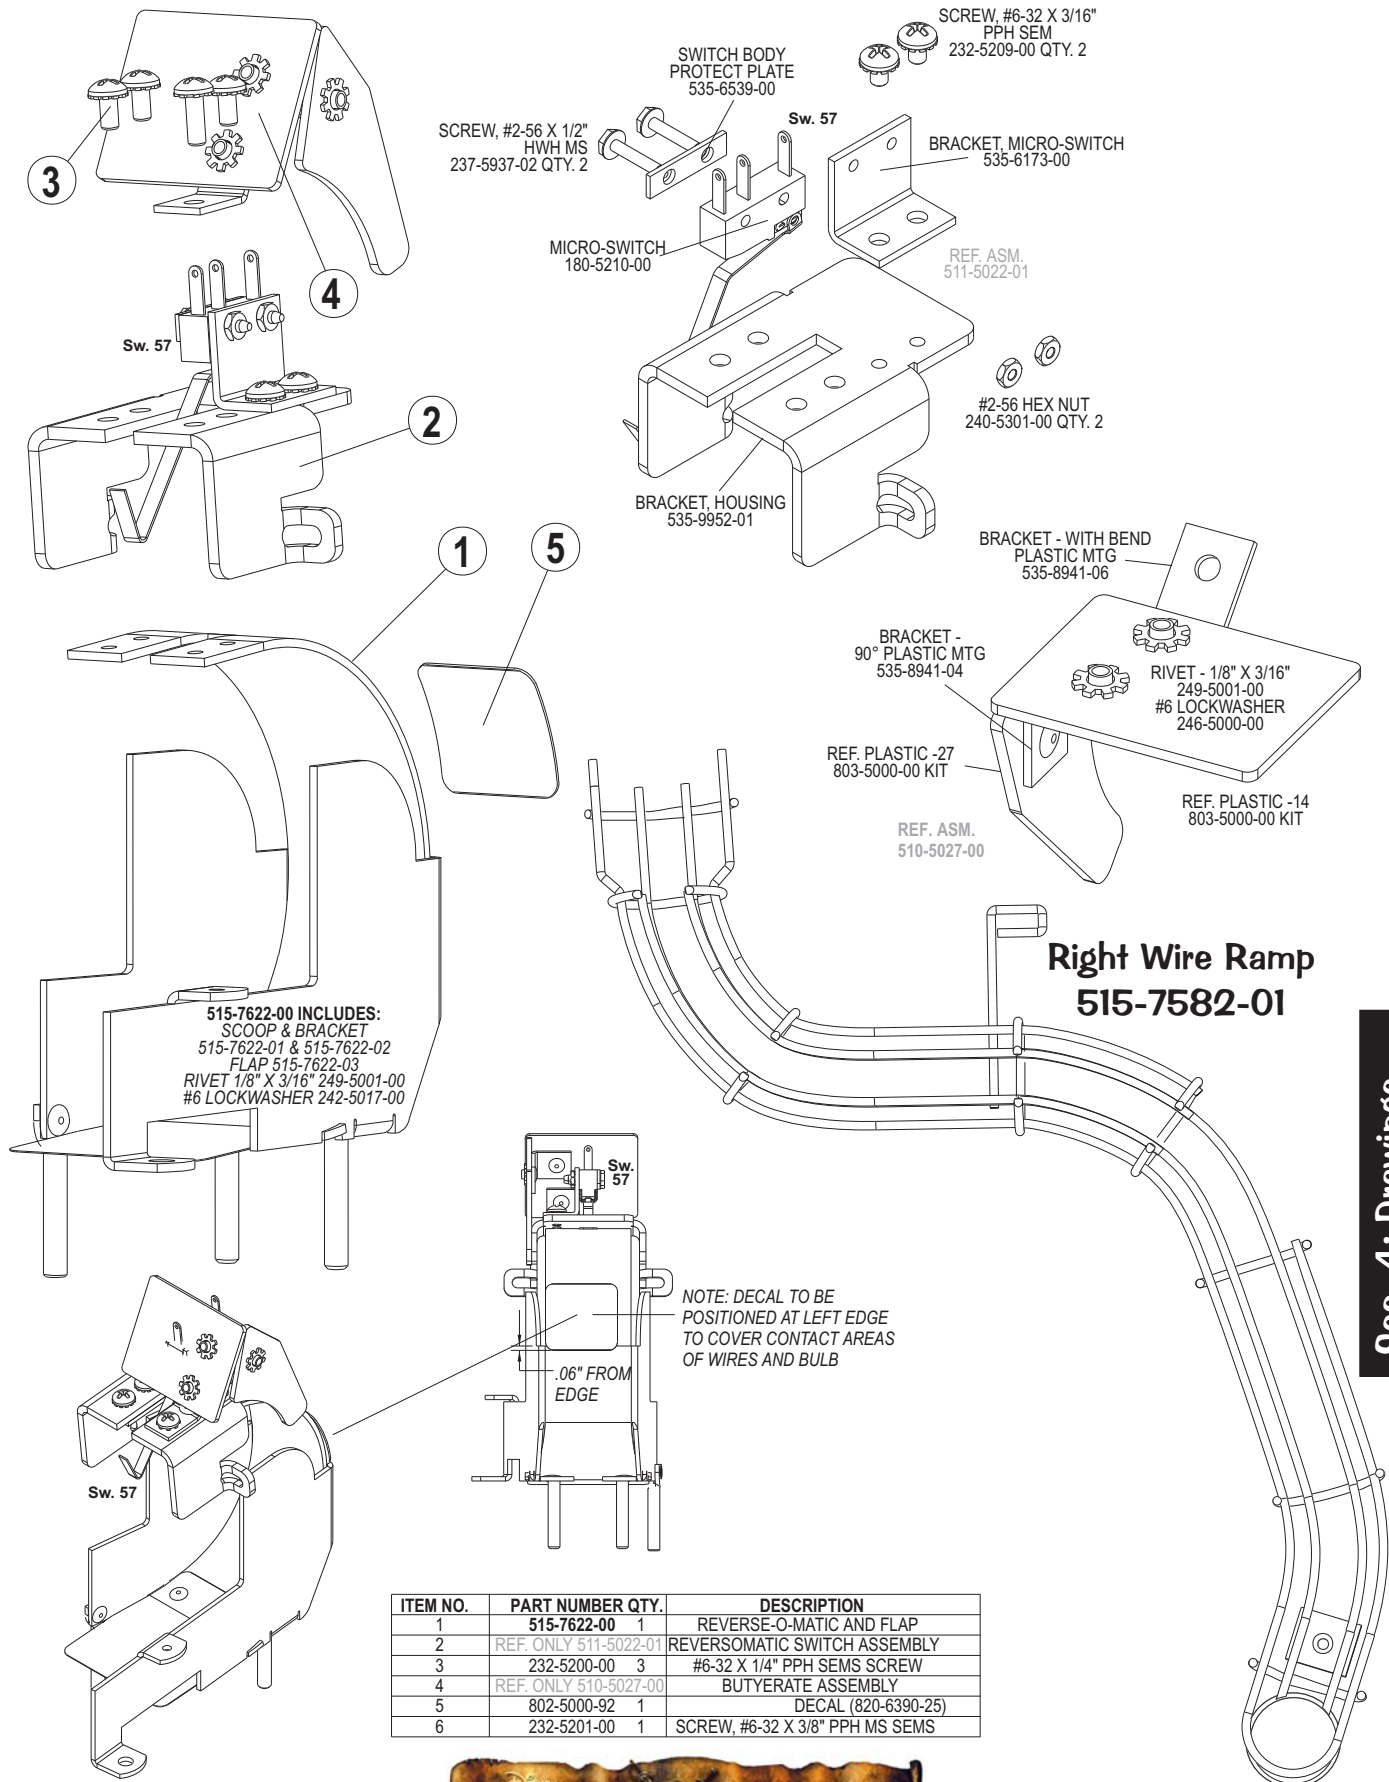 SCREW, #6-32 X 3/16"
PPH SEM
232-5209-00 QTY. 2
SWITCH BODY
PROTECT PLATE
535-6539-00
Sw. 57
SCREW, #2-56 X 1/2"
HWH MS
237-5937-02 QTY. 2
BRACKET, MICRO-SWITCH
535-6173-00
3
MICRO-SWITCH
180-5210-00
REF. ASM.
511-5022-01
4
Sw. 57
2
#2-56 HEX NUT
240-5301-00 QTY. 2
BRACKET, HOUSING
535-9952-01
1
5
BRACKET - WITH BEND
PLASTIC MTG
535-8941-06
BRACKET -
90° PLASTIC MTG
535-8941-04
RIVET - 1/8" X 3/16"
249-5001-00
#6 LOCKWASHER
246-5000-00
REF. PLASTIC -27
803-5000-00 KIT
REF. PLASTIC -14
803-5000-00 KIT
REF. ASM.
510-5027-00
Right Wire Ramp
515-7582-01
515-7622-00 INCLUDES:
SCOOP & BRACKET
515-7622-01 & 515-7622-02
FLAP 515-7622-03
RIVET 1/8" X 3/16" 249-5001-00
#6 LOCKWASHER 242-5017-00
Sw.
57
NOTE: DECAL TO BE
POSITIONED AT LEFT EDGE
TO COVER CONTACT AREAS
OF WIRES AND BULB
.06" FROM
EDGE
Sw. 57
ITEM NO. PART NUMBER QTY. DESCRIPTION
1 515-7622-00 1 REVERSE-O-MATIC AND FLAP
2 REF. ONLY 511-5022-01 REVERSOMATIC SWITCH ASSEMBLY
3 232-5200-00 3 #6-32 X 1/4" PPH SEMS SCREW
4 REF. ONLY 510-5027-00 BUTYERATE ASSEMBLY
5 802-5000-92 1 DECAL (820-6390-25)
6 232-5201-00 1 SCREW, #6-32 X 3/8" PPH MS SEMS